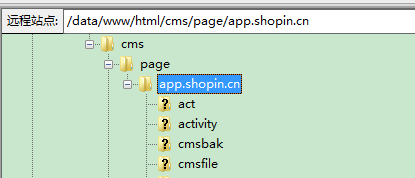 远程站点: /data/www/html/cms/page/app.shopin.cn
cms
page
app.shopin.cn
act
activity
cmsbak
cmsfile